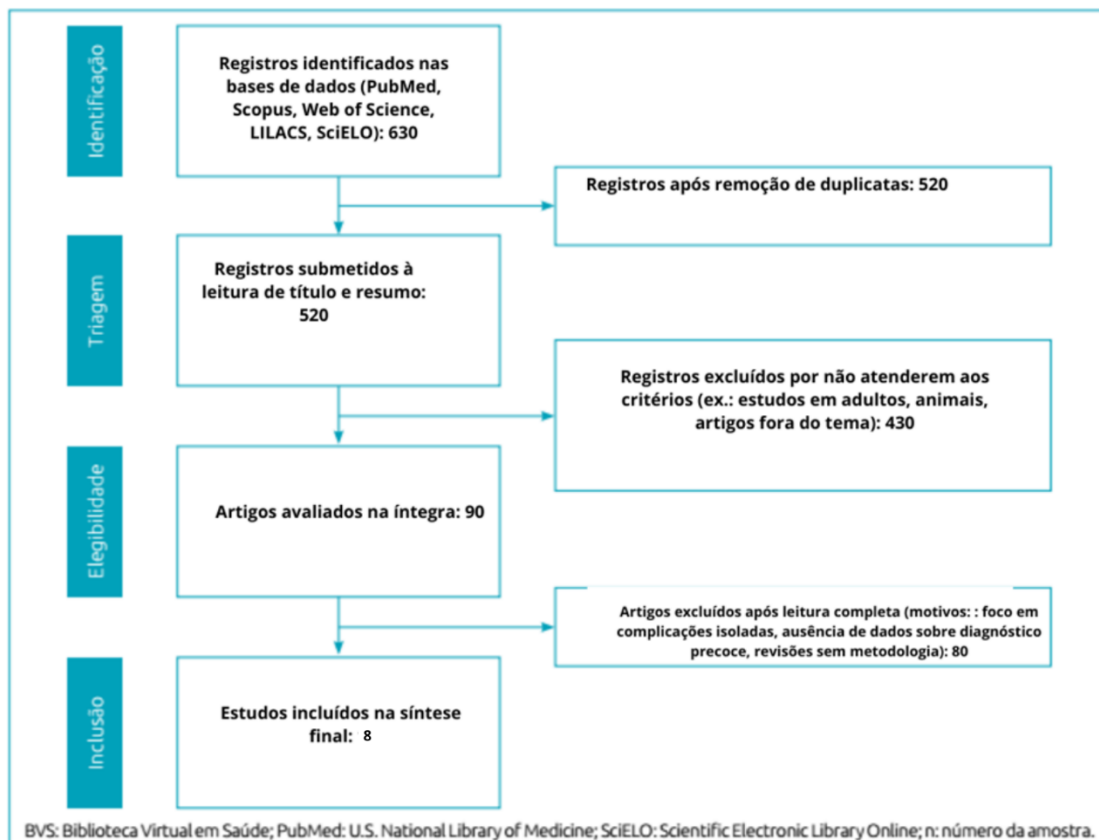 Identificação
Registros identificados nas
bases de dados (PubMed,
Scopus, Web of Science,
LILACS, SciELO): 630
Registros após remoção de duplicatas: 520
Triagem
Registros submetidos à
leitura de título e resumo:
520
Registros excluídos por não atenderem aos
critérios (ex.: estudos em adultos, animais,
artigos fora do tema): 430
Elegibilidade
Artigos avaliados na íntegra: 90
Artigos excluídos após leitura completa (motivos: : foco em
complicações isoladas, ausência de dados sobre diagnóstico
precoce, revisões sem metodologia): 80
Inclusão
Estudos incluídos na síntese
final: 8
BVS: Biblioteca Virtual em Saúde; PubMed: U.S. National Library of Medicine; SciELO: Scientific Electronic Library Online; n: número da amostra.